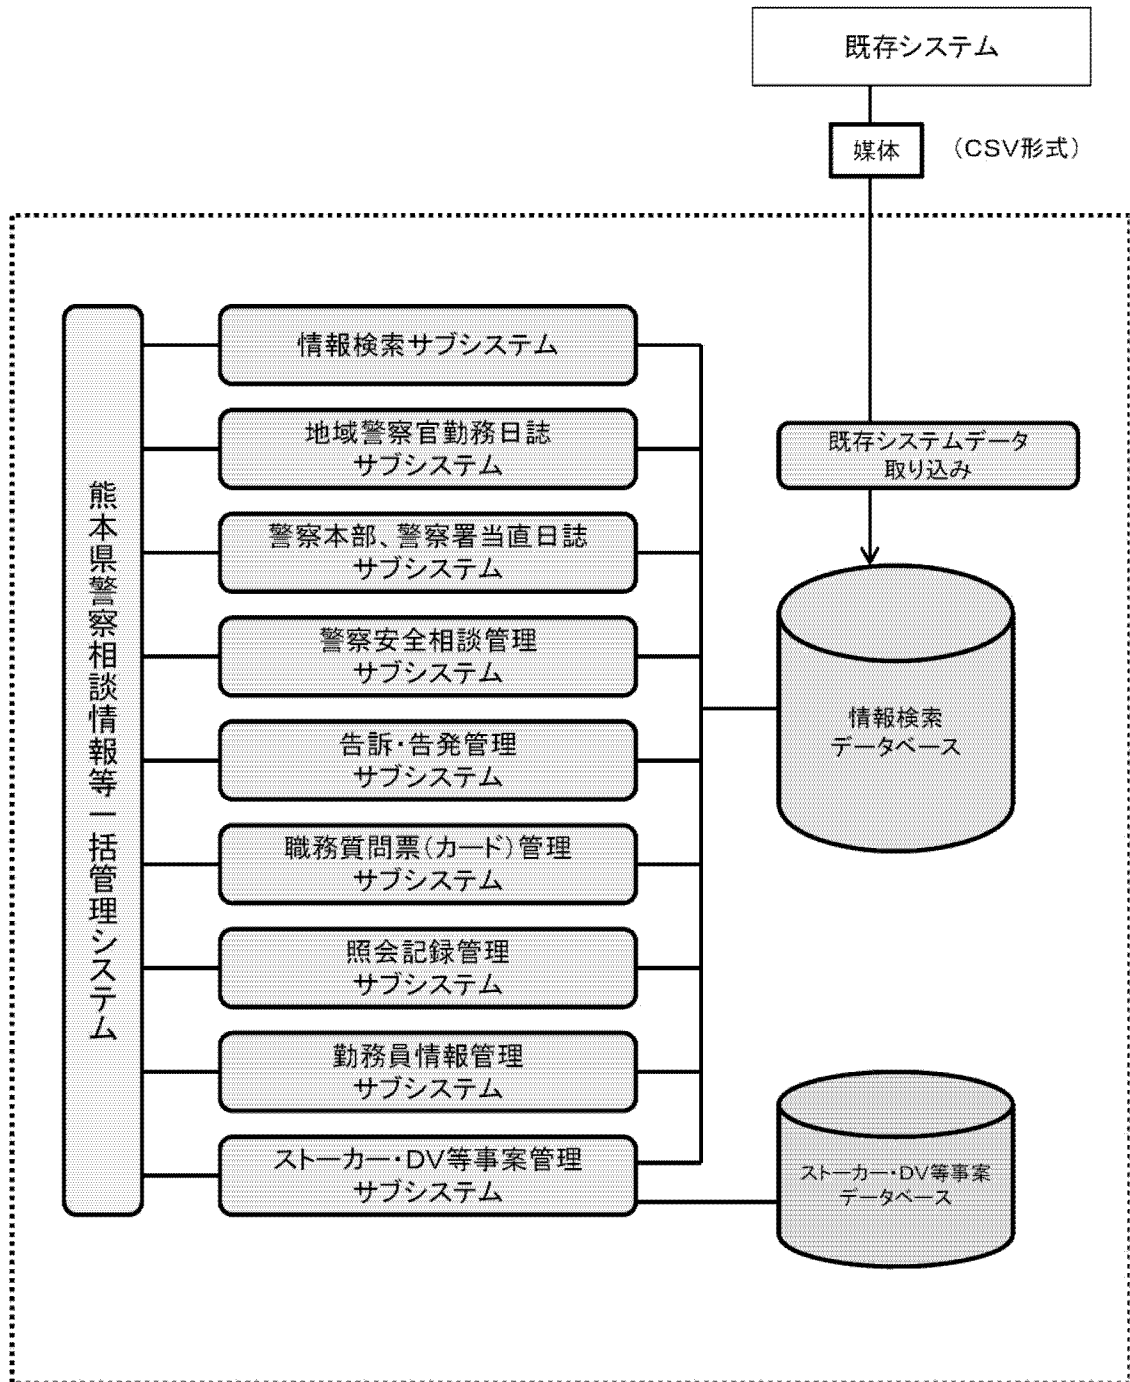 既存システム
媒体
（CSV形式）
熊本県警察相談情報等一括管理システム
情報検索サブシステム
地域警察官勤務日誌
サブシステム
警察本部、警察署当直日誌
サブシステム
警察安全相談管理
サブシステム
告訴・告発管理
サブシステム
職務質問票(カード)管理
サブシステム
照会記録管理
サブシステム
勤務員情報管理
サブシステム
ストーカー・DV等事案管理
サブシステム
既存システムデータ
取り込み
情報検索
データベース
ストーカー・DV等事案
データベース